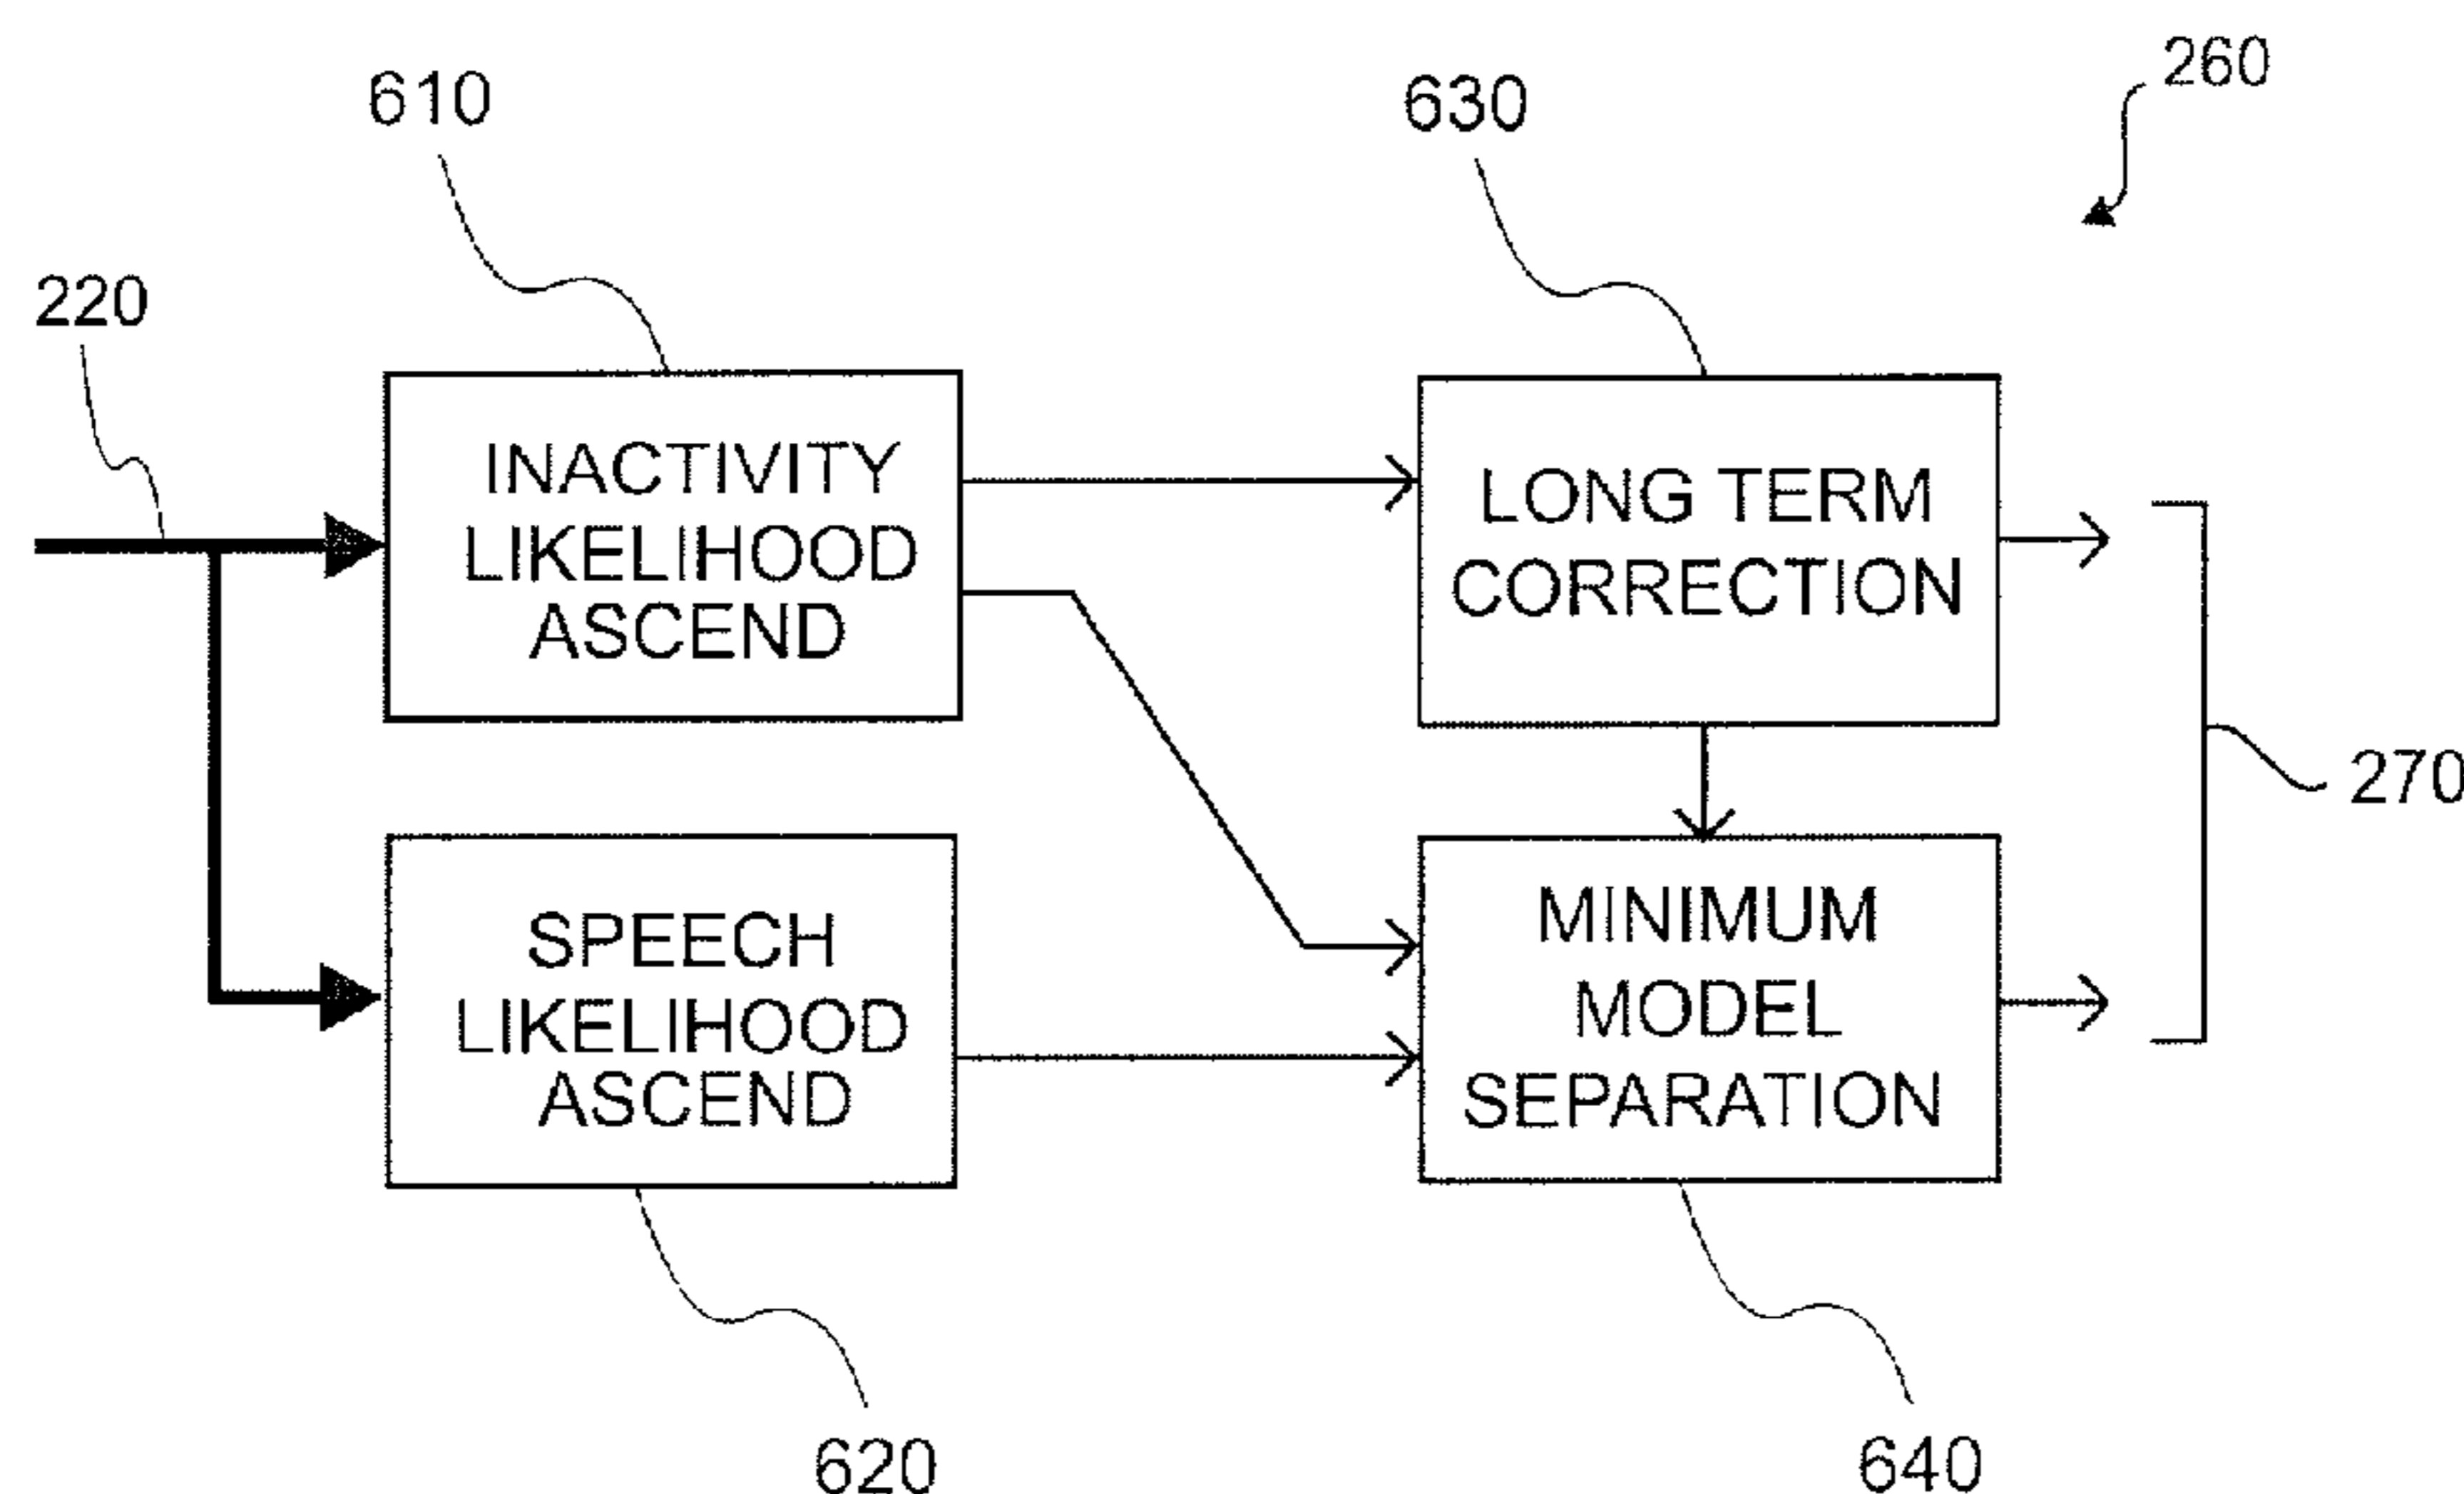 260
610
630
220
INACTIVITY
LIKELIHOOD
ASCEND
LONG TERM
CORRECTION
270
SPEECH
LIKELIHOOD
ASCEND
MINIMUM
MODEL
SEPARATION
620
640